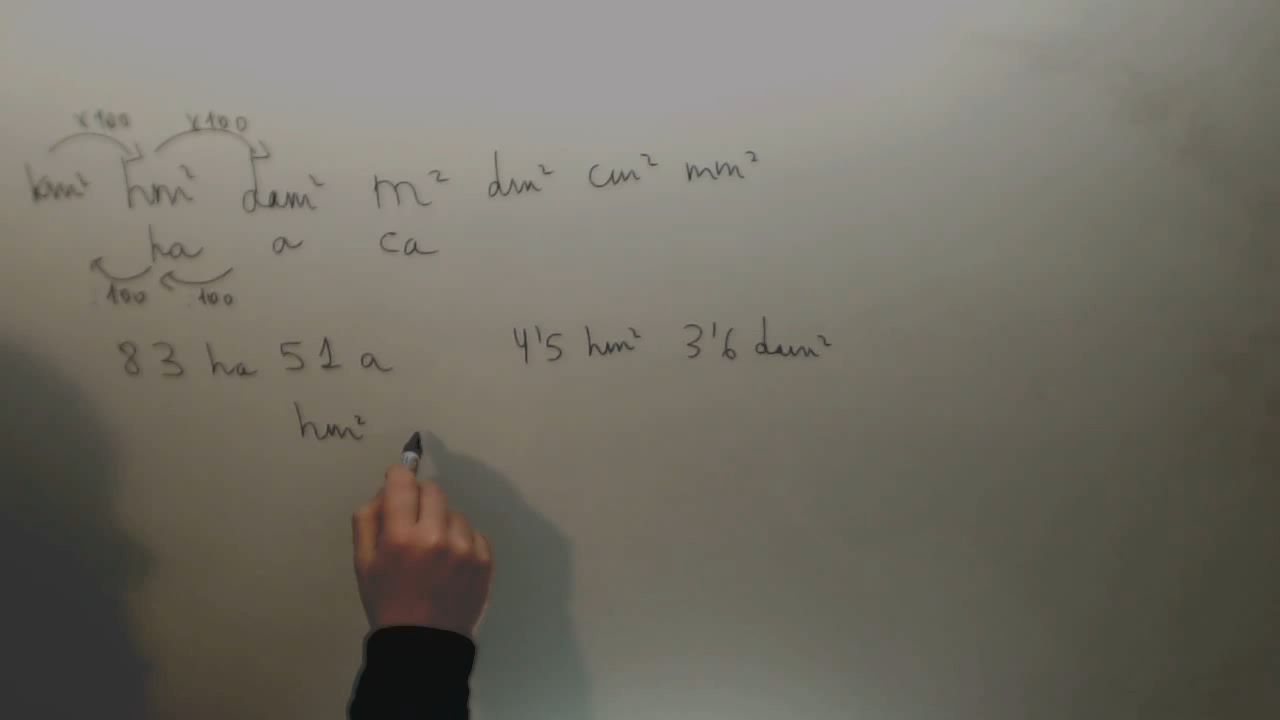 x100 x100
km² hm² dam² m² dm² cm² mm²
ha a ca
:100 :100
83 ha 51 a 4'5 hm² 3'6 dam²
hm²